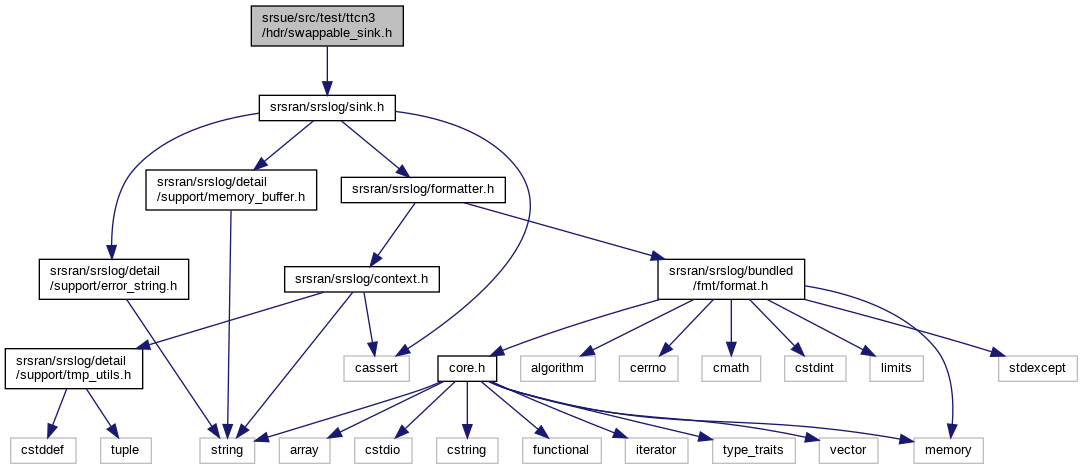 srsue/src/test/ttcn3
/hdr/swappable_sink.h
srsran/srslog/sink.h
srsran/srslog/detail
/support/memory_buffer.h
srsran/srslog/formatter.h
srsran/srslog/detail
/support/error_string.h
srsran/srslog/context.h
srsran/srslog/bundled
/fmt/format.h
srsran/srslog/detail
/support/tmp_utils.h
cassert
core.h
algorithm
cerrno
cmath
cstdint
limits
stdexcept
cstddef
tuple
string
array
cstdio
cstring
functional
iterator
type_traits
vector
memory